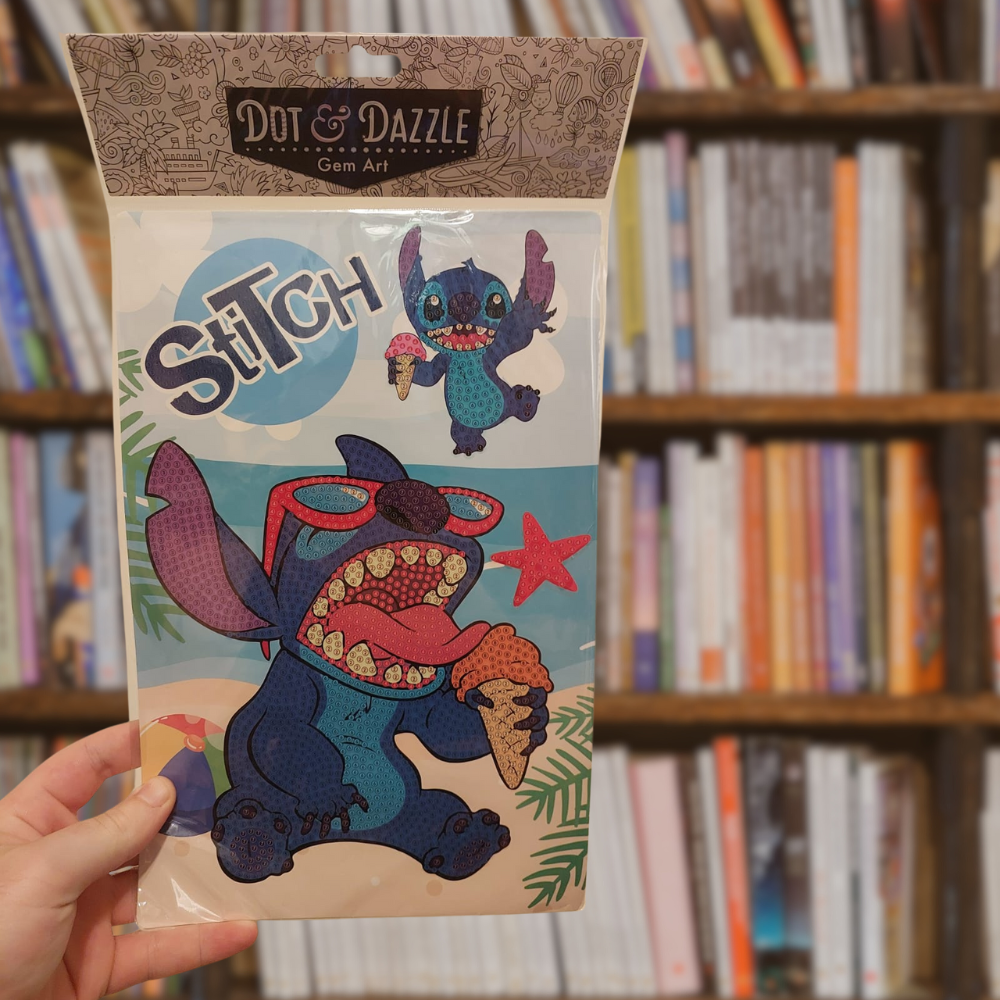 DOT & DAZZLE
Gem Art
STiTCH